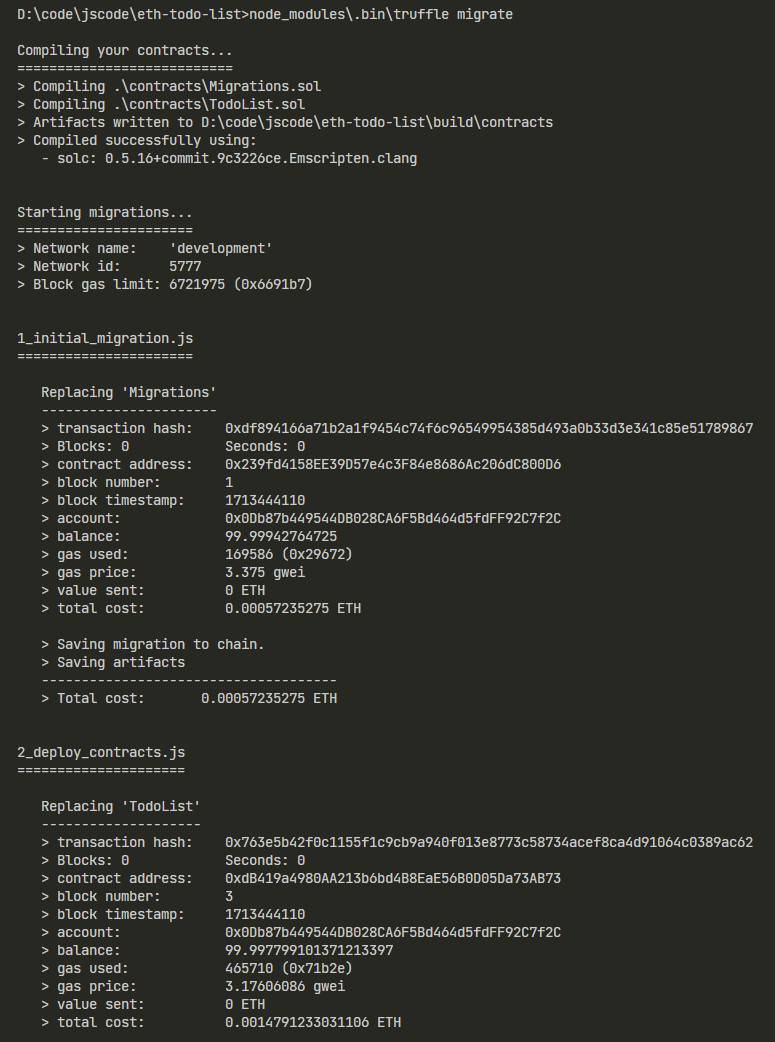 D:\code\jscode\eth-todo-list>node_modules\.bin\truffle migrate
Compiling your contracts...
===========================
> Compiling .\contracts\Migrations.sol
> Compiling .\contracts\TodoList.sol
> Artifacts written to D:\code\jscode\eth-todo-list\build\contracts
> Compiled successfully using:
   - solc: 0.5.16+commit.9c3226ce.Emscripten.clang
Starting migrations...
======================
> Network name:    'development'
> Network id:      5777
> Block gas limit: 6721975 (0x6691b7)
1_initial_migration.js
======================
   Replacing 'Migrations'
   ----------------------
   > transaction hash:    0xdf894166a71b2a1f9454c74f6c96549954385d493a0b33d3e341c85e51789867
   > Blocks: 0            Seconds: 0
   > contract address:    0x239fd4158EE39D57e4c3F84e8686Ac206dC800D6
   > block number:        1
   > block timestamp:     1713444110
   > account:             0x0Db87b449544DB028CA6F5Bd464d5fdFF92C7f2C
   > balance:             99.99942764725
   > gas used:            169586 (0x29672)
   > gas price:           3.375 gwei
   > value sent:          0 ETH
   > total cost:          0.00057235275 ETH
   > Saving migration to chain.
   > Saving artifacts
   -------------------------------------
   > Total cost:       0.00057235275 ETH
2_deploy_contracts.js
=====================
   Replacing 'TodoList'
   --------------------
   > transaction hash:    0x763e5b42f0c1155f1c9cb9a940f013e8773c58734acef8ca4d91064c0389ac62
   > Blocks: 0            Seconds: 0
   > contract address:    0xdB419a4980AA213b6bd4B8EaE56B0D05Da73AB73
   > block number:        3
   > block timestamp:     1713444110
   > account:             0x0Db87b449544DB028CA6F5Bd464d5fdFF92C7f2C
   > balance:             99.997799101371213397
   > gas used:            465710 (0x71b2e)
   > gas price:           3.17606086 gwei
   > value sent:          0 ETH
   > total cost:          0.0014791233031106 ETH